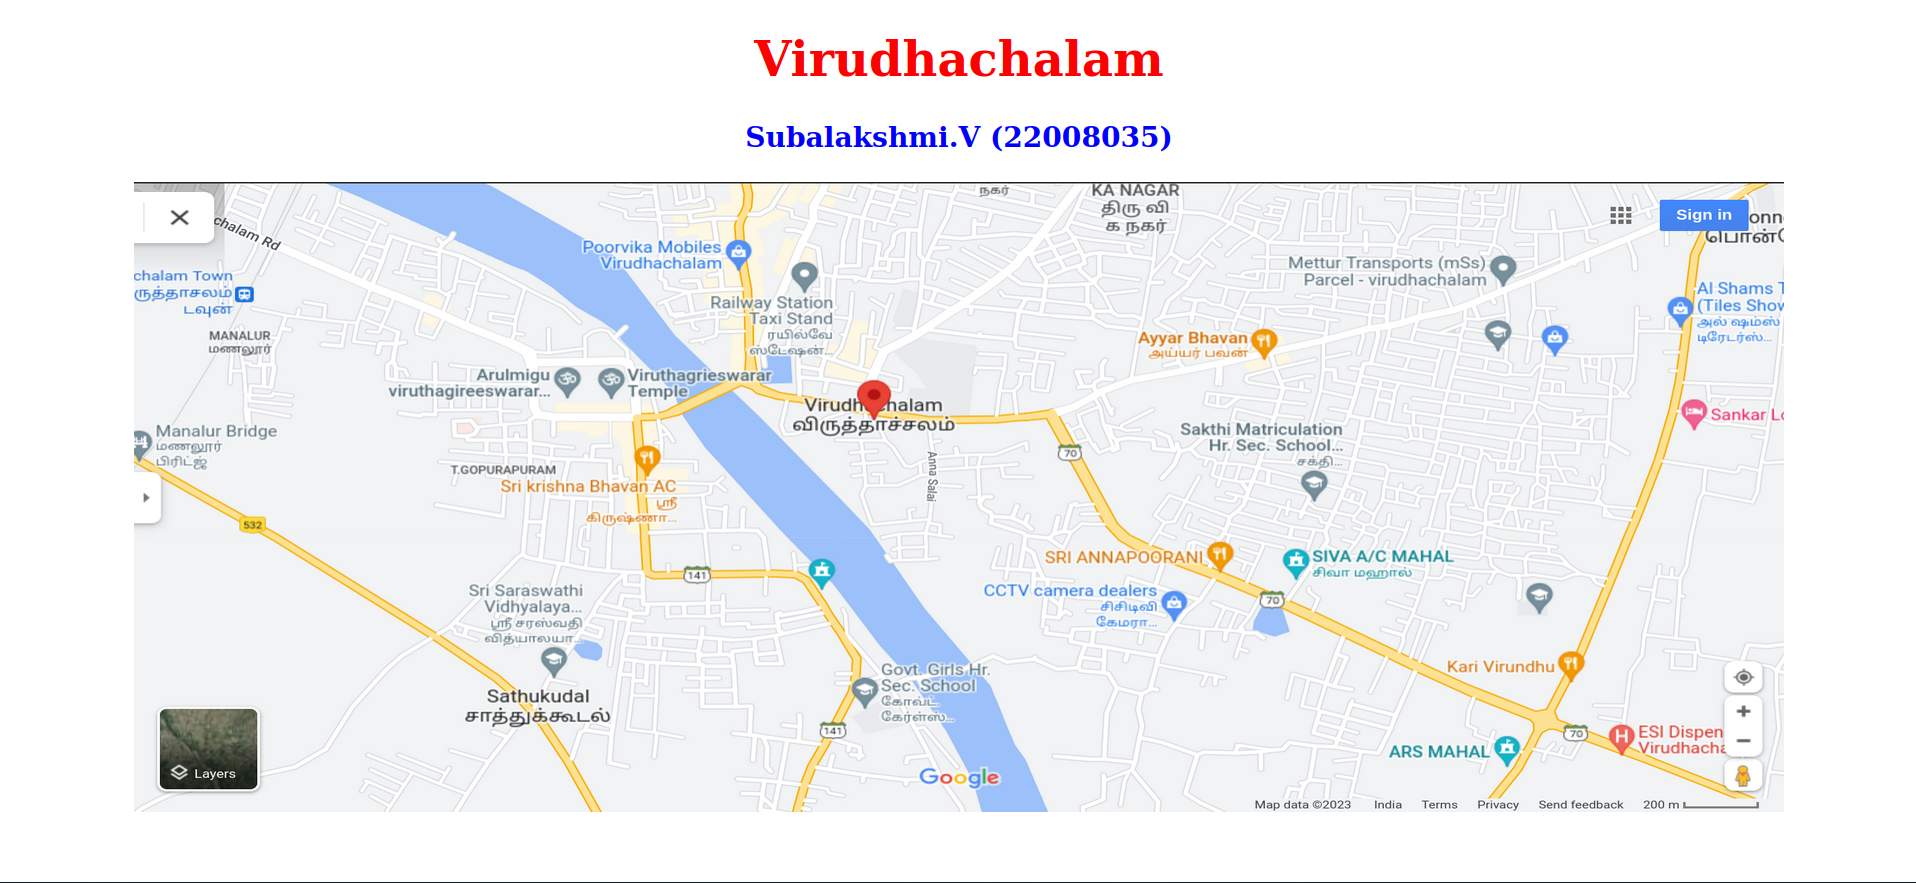 Virudhachalam
Subalakshmi.V (22008035)
chalam Rd
நகர்
KA NAGAR
திரு வி
க நகர்
Sign in
onne
பொன்
Poorvika Mobiles
Virudhachalam
Mettur Transports (mSs)
Parcel - virudhachalam
chalam Town
ருத்தாசலம்
டவுன்
Railway Station
Taxi Stand
ரயில்வே
ஸ்டேஷன்...
Al Shams T
(Tiles Show
அல் ஷம்ஸ்
டிரேடர்ஸ்...
MANALUR
மணலூர்
Ayyar Bhavan
அய்யர் பவன்
Arulmigu
viruthagireeswarar...
Viruthagrieswarar
Temple
Virudhachalam
விருத்தாச்சலம்
Sankar Lo
Manalur Bridge
மணலூர்
பிரிட்ஜ்
Sakthi Matriculation
Hr. Sec. School...
சக்தி...
70
Anna Salai
T.GOPURAPURAM
Sri krishna Bhavan AC
ஸ்ரீ
கிருஷ்ணா...
532
SRI ANNAPOORANI
SIVA A/C MAHAL
சிவா மஹால்
141
Sri Saraswathi
Vidhyalaya...
ஸ்ரீ சரஸ்வதி
வித்யாலயா...
CCTV camera dealers
சிசிடிவி
கேமரா...
70
Govt. Girls Hr.
Sec. School
கோவ்ட்
கேர்ள்ஸ்...
Kari Virundhu
Sathukudal
சாத்துக்கூடல்
141
70
ESI Dispen
Virudhacha
ARS MAHAL
Layers
Google
Map data ©2023 India Terms Privacy Send feedback 200 m